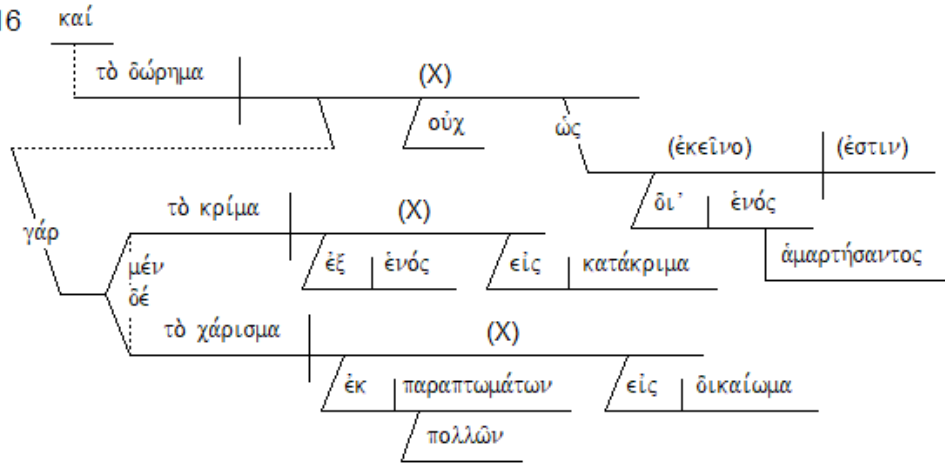 16 καί
τὸ δώρημα (X)
οὐχ ὡς
(ἐκεῖνο) (ἐστιν)
δι' ἑνός
ἁμαρτήσαντος
γάρ
τὸ κρίμα (X)
μέν
ἐξ ἑνός εἰς κατάκριμα
δέ
τὸ χάρισμα (X)
ἐκ παραπτωμάτων εἰς δικαίωμα
πολλῶν